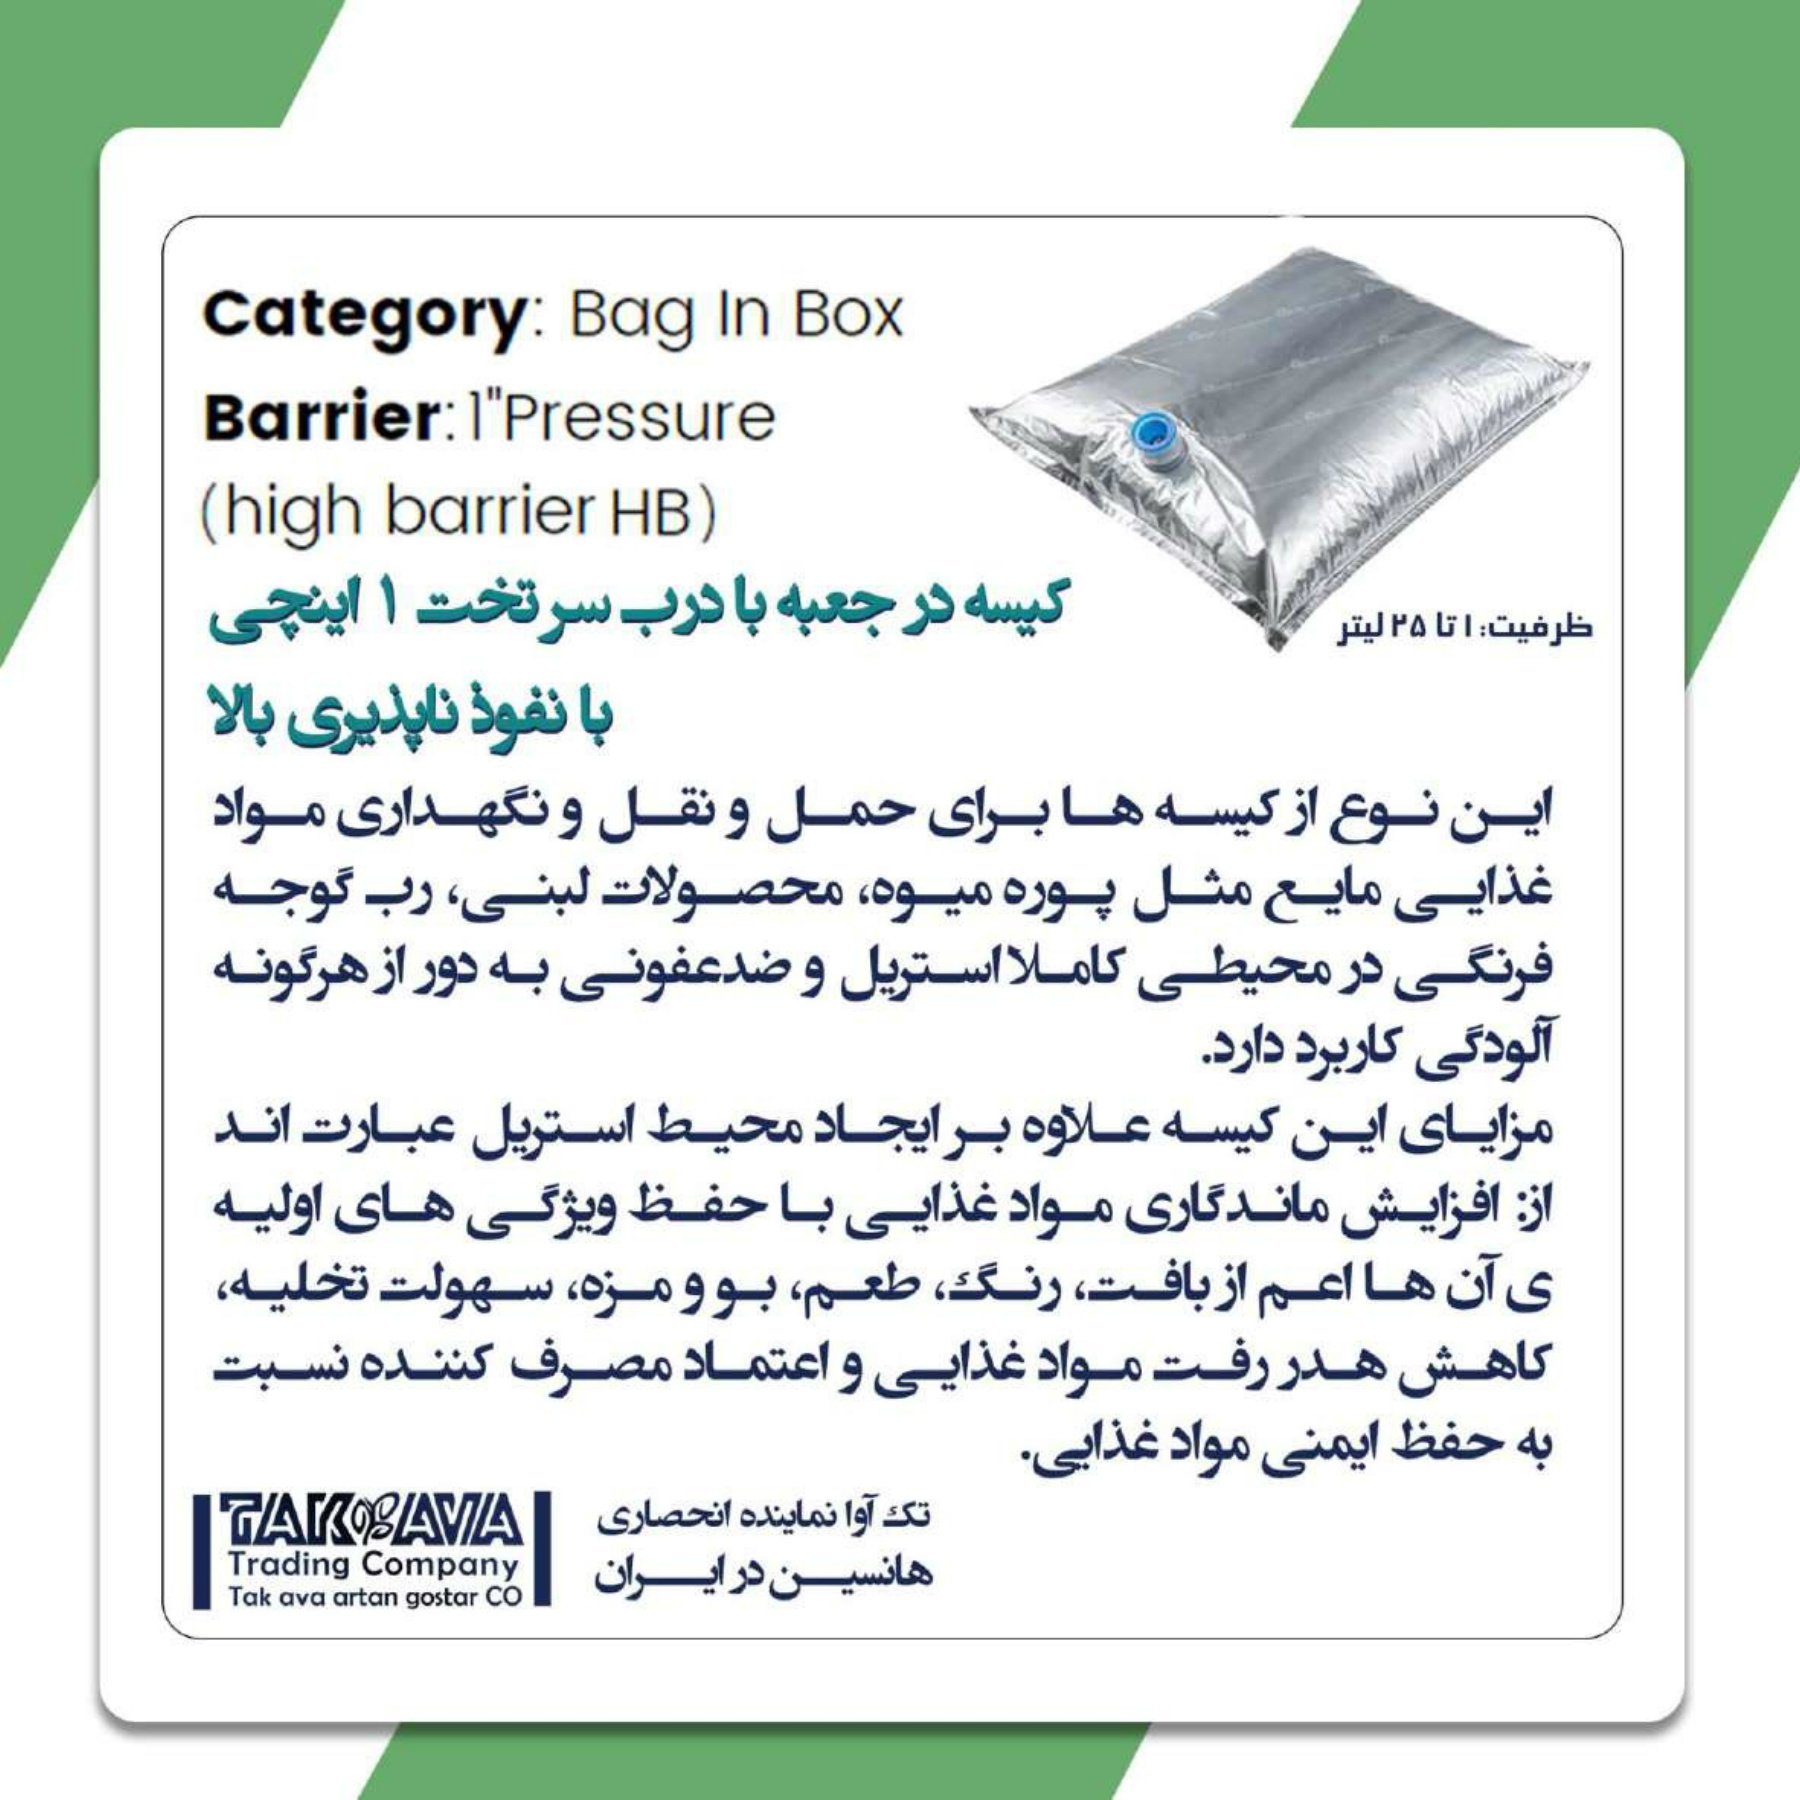 Category: Bag In Box
Barrier:1"Pressure
(high barrier HB)
کیسه در جعبه با درب سر تخت ۱ اینچی
با نفوذ ناپذیری بالا
ظرفیت: ۱ تا ۲۵ لیتر
این نوع از کیسه ها برای حمل و نقل و نگهداری مواد
غذایی مایع مثل پوره میوه، محصولات لبنی، رب گوجه
فرنگی در محیطی کاملا استریل و ضدعفونی به دور از هرگونه
آلودگی کاربرد دارد.
مزایای این کیسه علاوه بر ایجاد محیط استریل عبارت اند
از: افزایش ماندگاری مواد غذایی با حفظ ویژگی های اولیه
ی آن ها اعم از بافت، رنگ، طعم، بو و مزه، سهولت تخلیه،
کاهش هدر رفت مواد غذایی و اعتماد مصرف کننده نسبت
به حفظ ایمنی مواد غذایی.
تک آوا نماینده انحصاری
هانسین در ایران
TAK AVA
Trading Company
Tak ava artan gostar CO